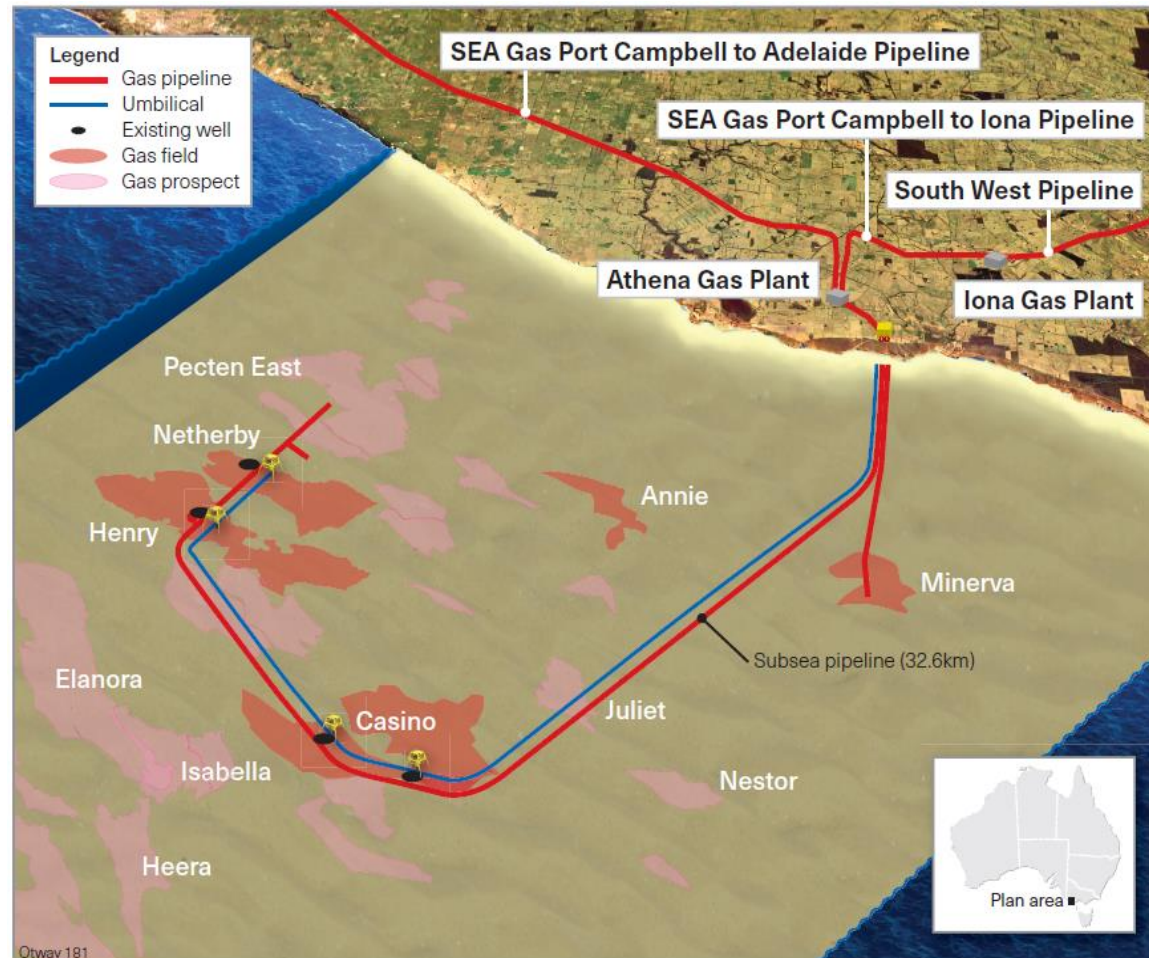 Legend
Gas pipeline
Umbilical
Existing well
Gas field
Gas prospect
SEA Gas Port Campbell to Adelaide Pipeline
SEA Gas Port Campbell to Iona Pipeline
South West Pipeline
Athena Gas Plant
Iona Gas Plant
Pecten East
Netherby
Annie
Henry
Minerva
Subsea pipeline (32.6km)
Elanora
Casino
Juliet
Isabella
Nestor
Heera
Plan area
Otway 181